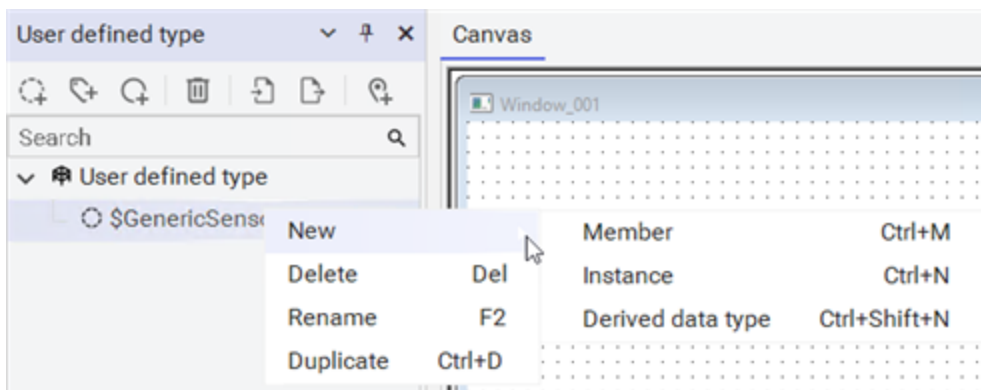 User defined type
Canvas
Window_001
Search
User defined type
$GenericSenso
New
Member Ctrl+M
Delete Del
Instance Ctrl+N
Rename F2
Derived data type Ctrl+Shift+N
Duplicate Ctrl+D